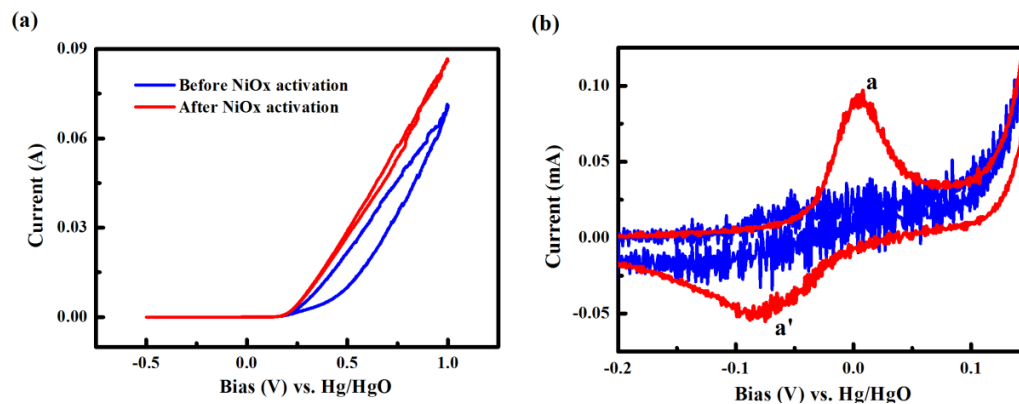 (a)
0.09
0.06
0.03
0.00
Current (A)
Before NiOx activation
After NiOx activation
-0.5
0.0
0.5
1.0
Bias (V) vs. Hg/HgO
(b)
0.10
0.05
0.00
-0.05
Current (mA)
a
a'
-0.2
-0.1
0.0
0.1
Bias (V) vs. Hg/HgO